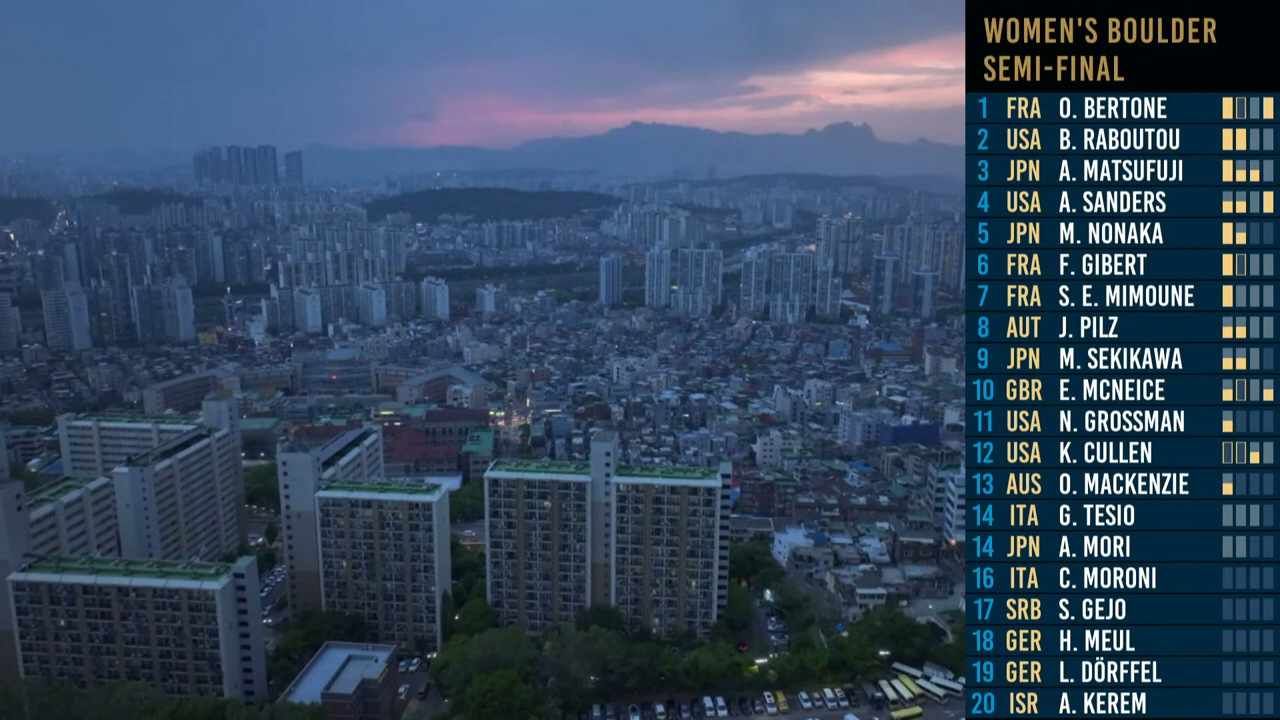 WOMEN'S BOULDER
SEMI-FINAL
1 FRA O. BERTONE
2 USA B. RABOUTOU
3 JPN A. MATSUFUJI
4 USA A. SANDERS
5 JPN M. NONAKA
6 FRA F. GIBERT
7 FRA S. E. MIMOUNE
8 AUT J. PILZ
9 JPN M. SEKIKAWA
10 GBR E. MCNEICE
11 USA N. GROSSMAN
12 USA K. CULLEN
13 AUS O. MACKENZIE
14 ITA G. TESIO
14 JPN A. MORI
16 ITA C. MORONI
17 SRB S. GEJO
18 GER H. MEUL
19 GER L. DÖRFFEL
20 ISR A. KEREM